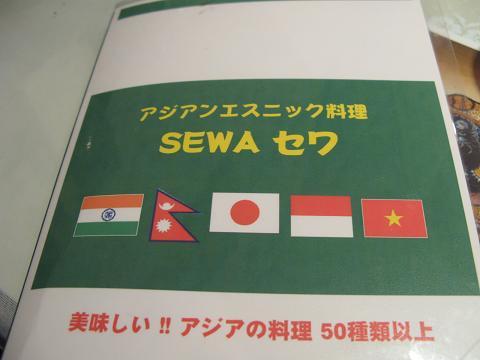 アジアンエスニック料理
SEWA セワ
美味しい !! アジアの料理 50種類以上